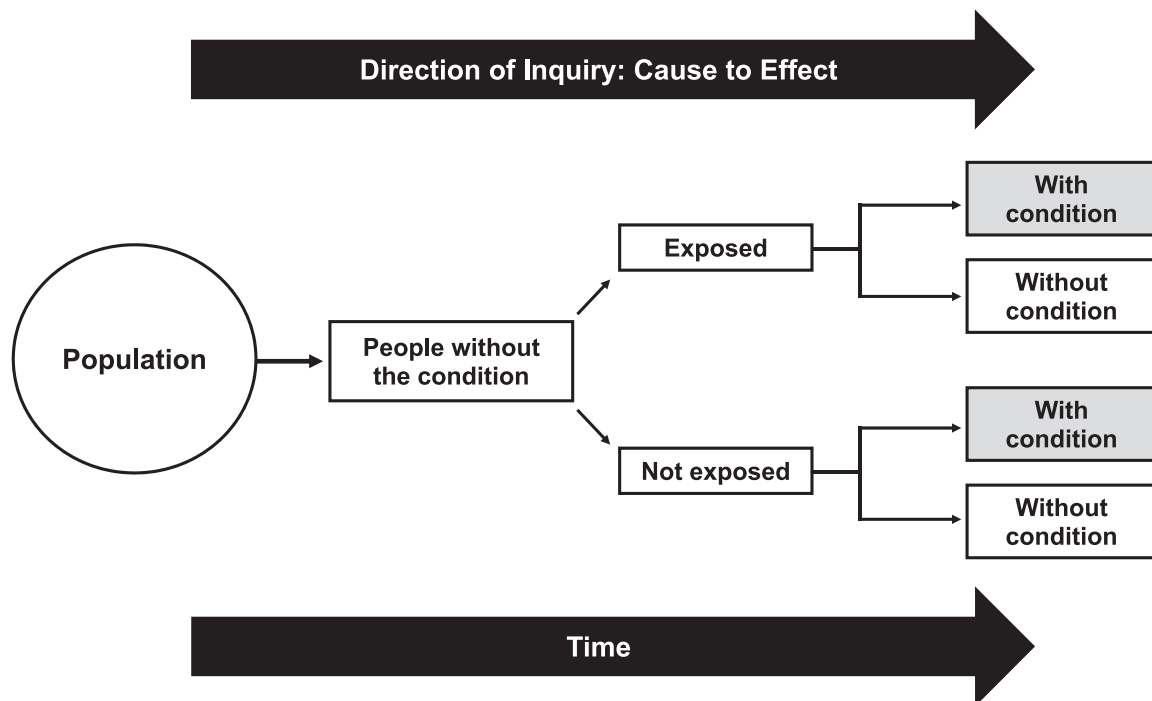 Direction of Inquiry: Cause to Effect
With
condition
Exposed
Without
condition
Population
People without
the condition
With
condition
Not exposed
Without
condition
Time